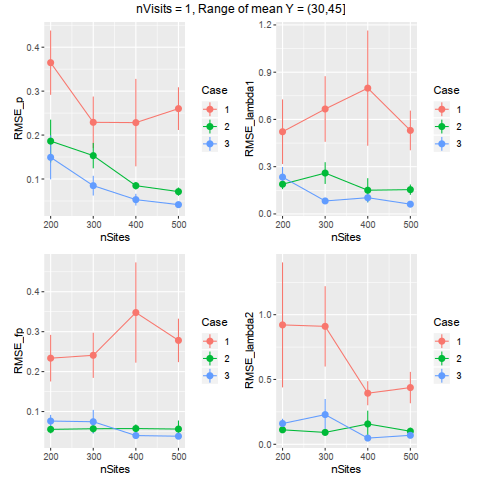 nVisits = 1, Range of mean Y = (30,45]
RMSE_p
0.4
0.3
0.2
0.1
200 300 400 500
nSites
Case
1
2
3
RMSE_lambda1
1.2
0.9
0.6
0.3
0.0
200 300 400 500
nSites
Case
1
2
3
RMSE_fp
0.4
0.3
0.2
0.1
200 300 400 500
nSites
Case
1
2
3
RMSE_lambda2
1.0
0.5
0.0
200 300 400 500
nSites
Case
1
2
3